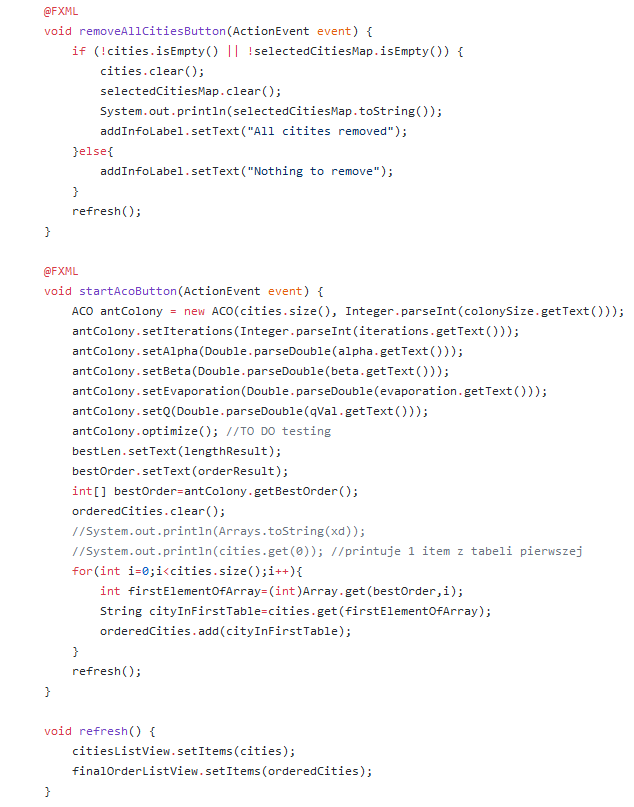 @FXML
void removeAllCitiesButton(ActionEvent event) {
if (!cities.isEmpty() || !selectedCitiesMap.isEmpty()) {
cities.clear();
selectedCitiesMap.clear();
System.out.println(selectedCitiesMap.toString());
addInfoLabel.setText("All citites removed");
}else{
addInfoLabel.setText("Nothing to remove");
}
refresh();
}
@FXML
void startAcoButton(ActionEvent event) {
ACO antColony = new ACO(cities.size(), Integer.parseInt(colonySize.getText()));
antColony.setIterations(Integer.parseInt(iterations.getText()));
antColony.setAlpha(Double.parseDouble(alpha.getText()));
antColony.setBeta(Double.parseDouble(beta.getText()));
antColony.setEvaporation(Double.parseDouble(evaporation.getText()));
antColony.setQ(Double.parseDouble(qVal.getText()));
antColony.optimize(); //TO DO testing
bestLen.setText(lengthResult);
bestOrder.setText(orderResult);
int[] bestOrder=antColony.getBestOrder();
orderedCities.clear();
//System.out.println(Arrays.toString(xd));
//System.out.println(cities.get(0)); //printuje 1 item z tabeli pierwszej
for(int i=0;i<cities.size();i++){
int firstElementOfArray=(int)Array.get(bestOrder,i);
String cityInFirstTable=cities.get(firstElementOfArray);
orderedCities.add(cityInFirstTable);
}
refresh();
}
void refresh() {
citiesListView.setItems(cities);
finalOrderListView.setItems(orderedCities);
}